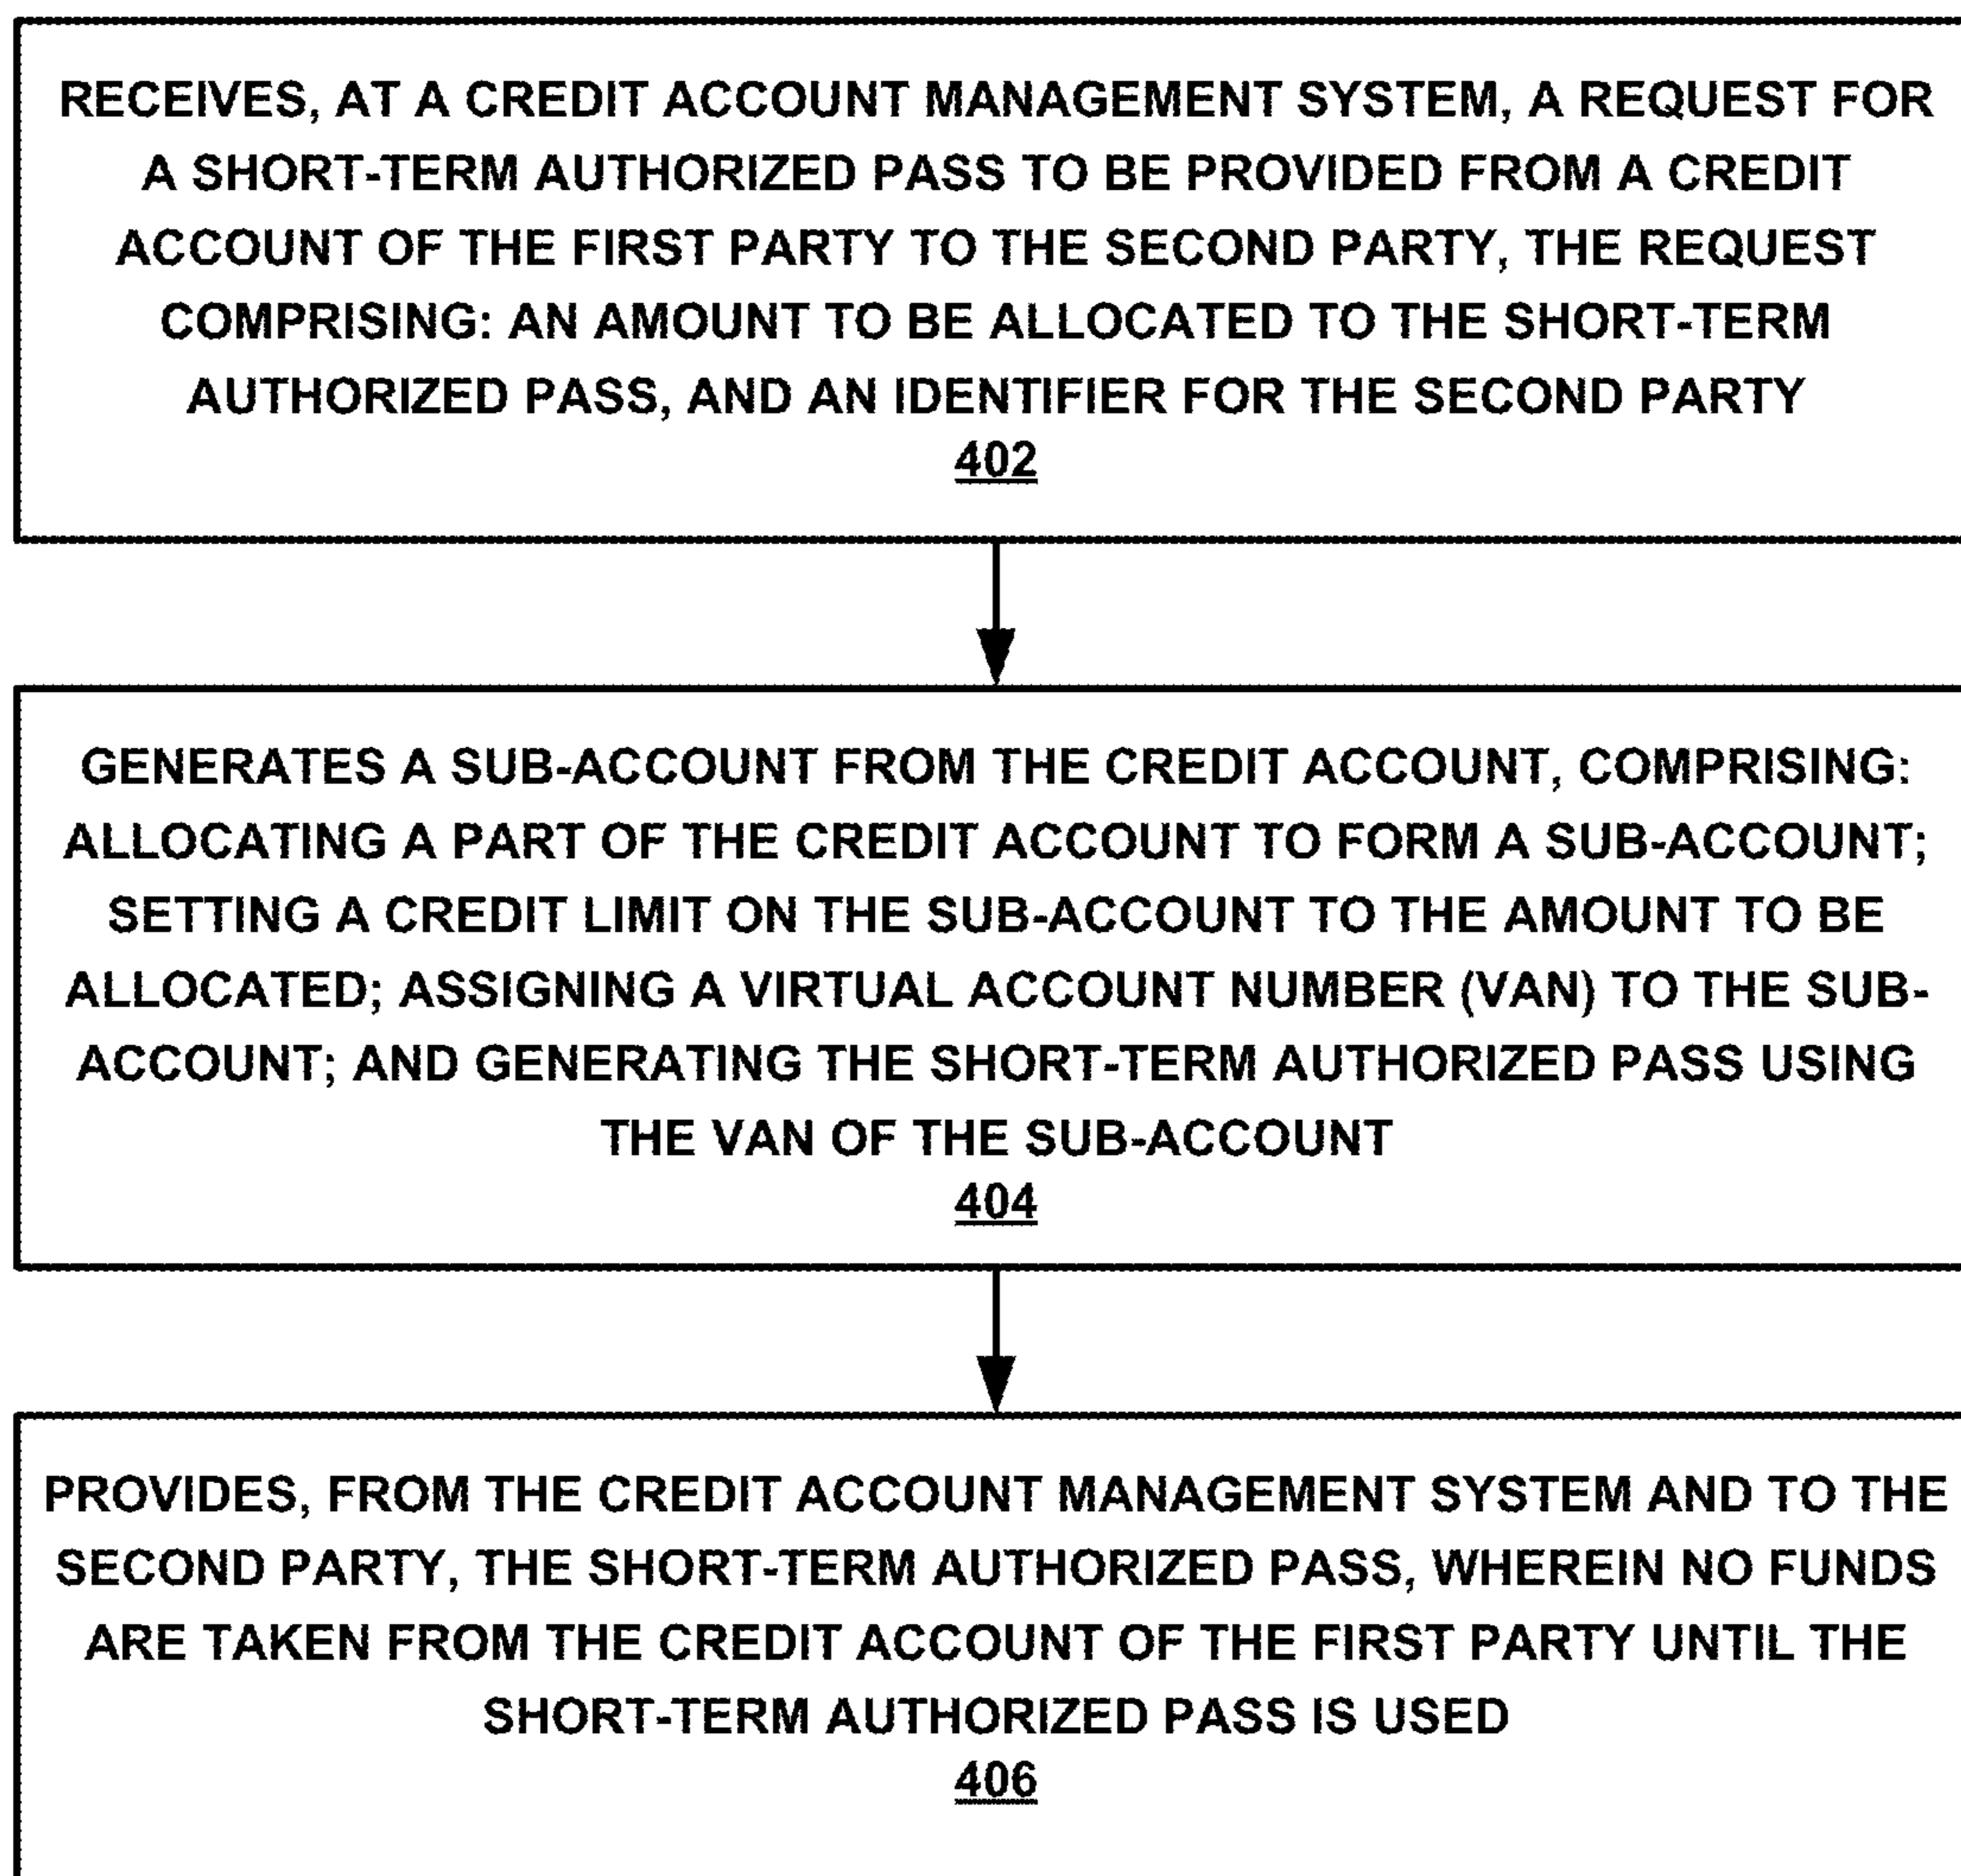 RECEIVES, AT A CREDIT ACCOUNT MANAGEMENT SYSTEM, A REQUEST FOR
A SHORT-TERM AUTHORIZED PASS TO BE PROVIDED FROM A CREDIT
ACCOUNT OF THE FIRST PARTY TO THE SECOND PARTY, THE REQUEST
COMPRISING: AN AMOUNT TO BE ALLOCATED TO THE SHORT-TERM
AUTHORIZED PASS, AND AN IDENTIFIER FOR THE SECOND PARTY
402
GENERATES A SUB-ACCOUNT FROM THE CREDIT ACCOUNT, COMPRISING:
ALLOCATING A PART OF THE CREDIT ACCOUNT TO FORM A SUB-ACCOUNT;
SETTING A CREDIT LIMIT ON THE SUB-ACCOUNT TO THE AMOUNT TO BE
ALLOCATED; ASSIGNING A VIRTUAL ACCOUNT NUMBER (VAN) TO THE SUB-
ACCOUNT; AND GENERATING THE SHORT-TERM AUTHORIZED PASS USING
THE VAN OF THE SUB-ACCOUNT
404
PROVIDES, FROM THE CREDIT ACCOUNT MANAGEMENT SYSTEM AND TO THE
SECOND PARTY, THE SHORT-TERM AUTHORIZED PASS, WHEREIN NO FUNDS
ARE TAKEN FROM THE CREDIT ACCOUNT OF THE FIRST PARTY UNTIL THE
SHORT-TERM AUTHORIZED PASS IS USED
406